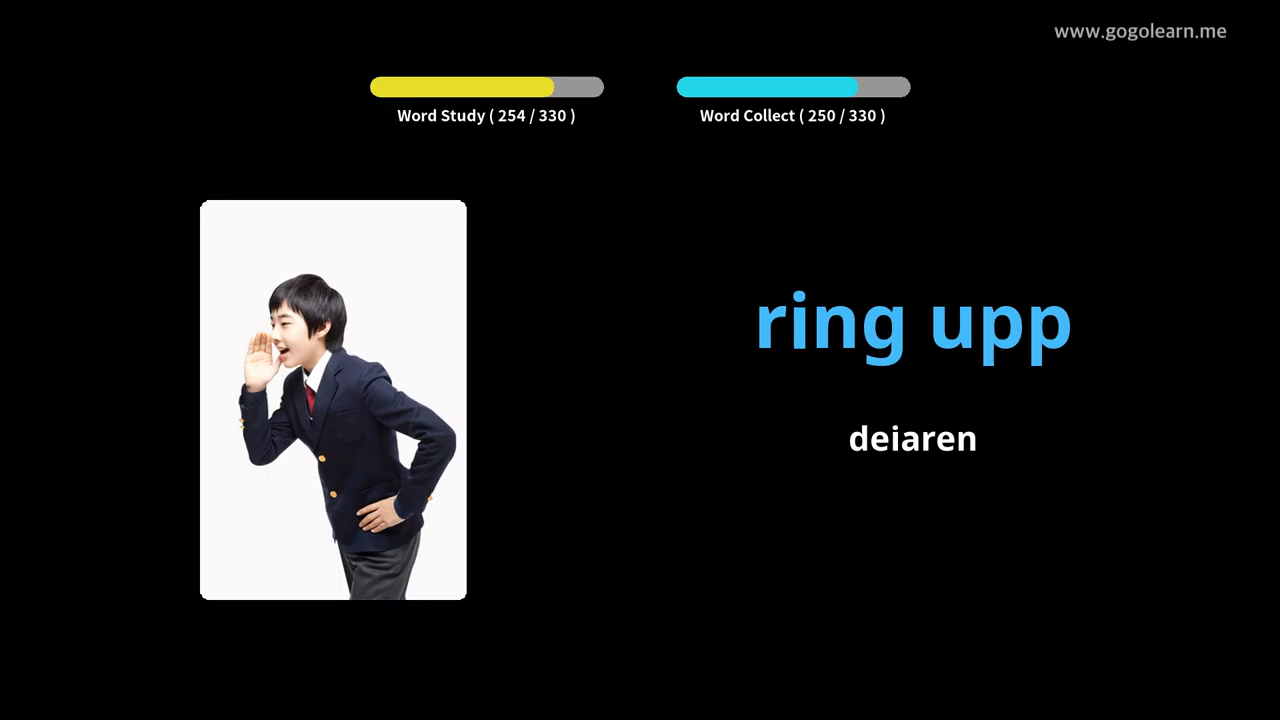 www.gogolearn.me
Word Study ( 254 / 330 )
Word Collect ( 250 / 330 )
ring upp
deiaren